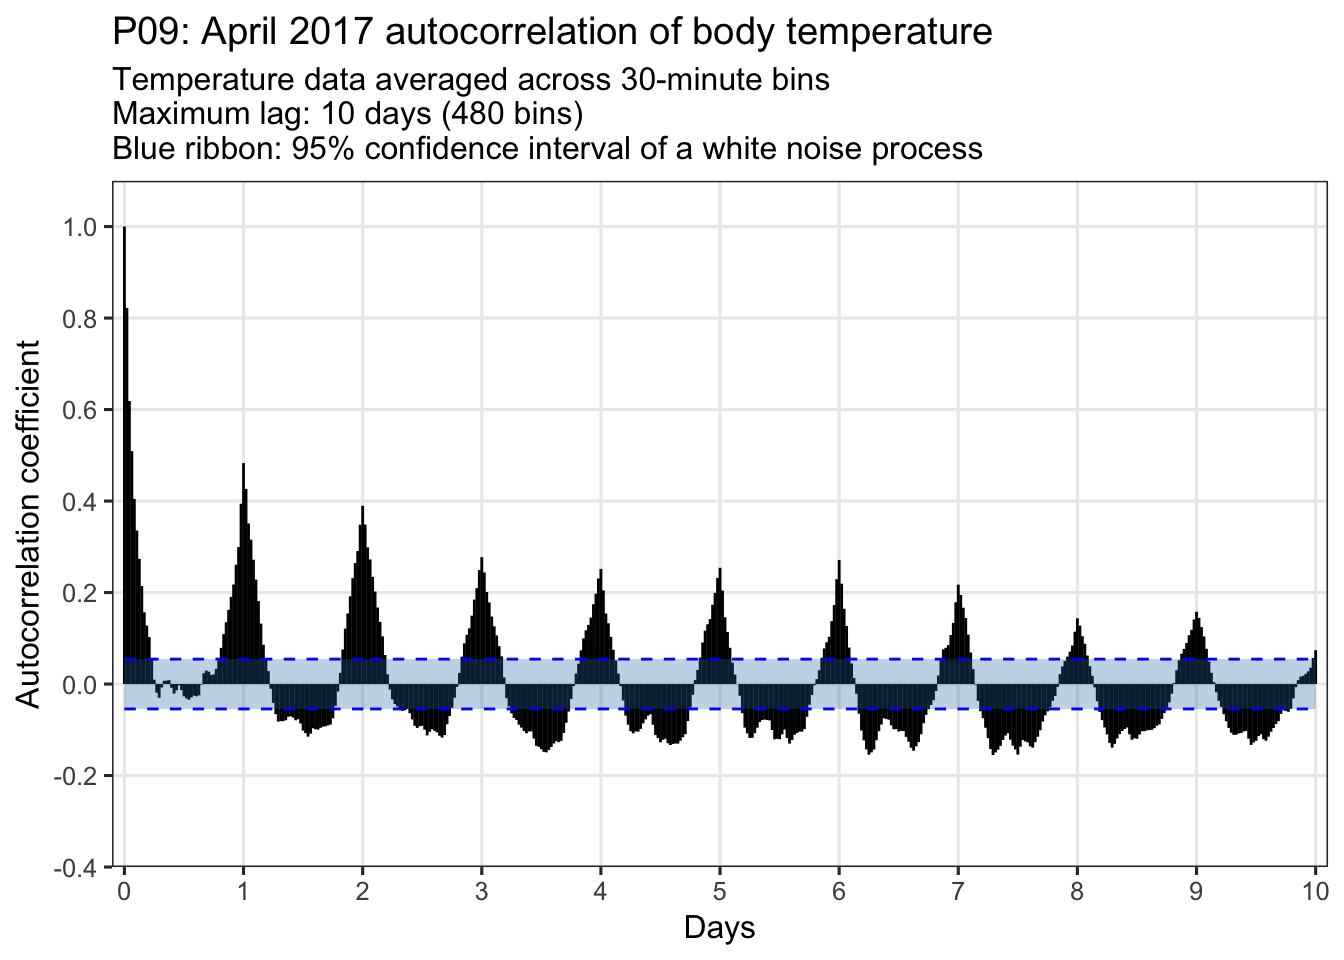 P09: April 2017 autocorrelation of body temperature
Temperature data averaged across 30-minute bins
Maximum lag: 10 days (480 bins)
Blue ribbon: 95% confidence interval of a white noise process
Autocorrelation coefficient
1.0
0.8
0.6
0.4
0.2
0.0
-0.2
-0.4
0 1 2 3 4 5 6 7 8 9 10
Days